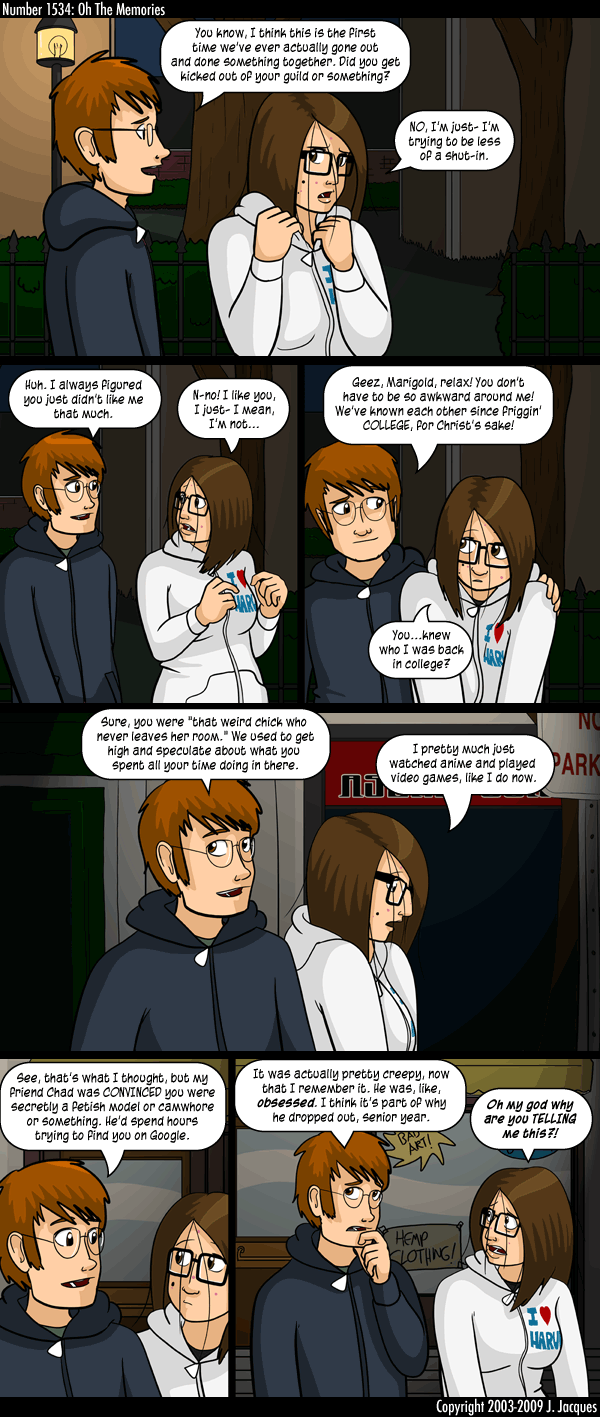 Number 1534: Oh The Memories
You know, I think this is the first
time we've ever actually gone out
and done something together. Did you get
kicked out of your guild or something?
NO, I'm just- I'm
trying to be less
of a shut-in.
Huh. I always figured
you just didn't like me
that much.
N-no! I like you,
I just- I mean,
I'm not...
I
HARU
Geez, Marigold, relax! You don't
have to be so awkward around me!
We've known each other since friggin'
COLLEGE, for Christ's sake!
You...knew
who I was back
in college?
I
HARU
Sure, you were "that weird chick who
never leaves her room." We used to get
high and speculate about what you
spent all your time doing in there.
I pretty much just
watched anime and played
video games, like I do now.
NO
PARK
See, that's what I thought, but my
friend Chad was CONVINCED you were
secretly a fetish model or camwhore
or something. He'd spend hours
trying to find you on Google.
It was actually pretty creepy, now
that I remember it. He was, like,
obsessed. I think it's part of why
he dropped out, senior year.
Oh my god why
are you TELLING
me this?!
BAD
ART!
HEMP
CLOTHING!
I
HARU
Copyright 2003-2009 J. Jacques